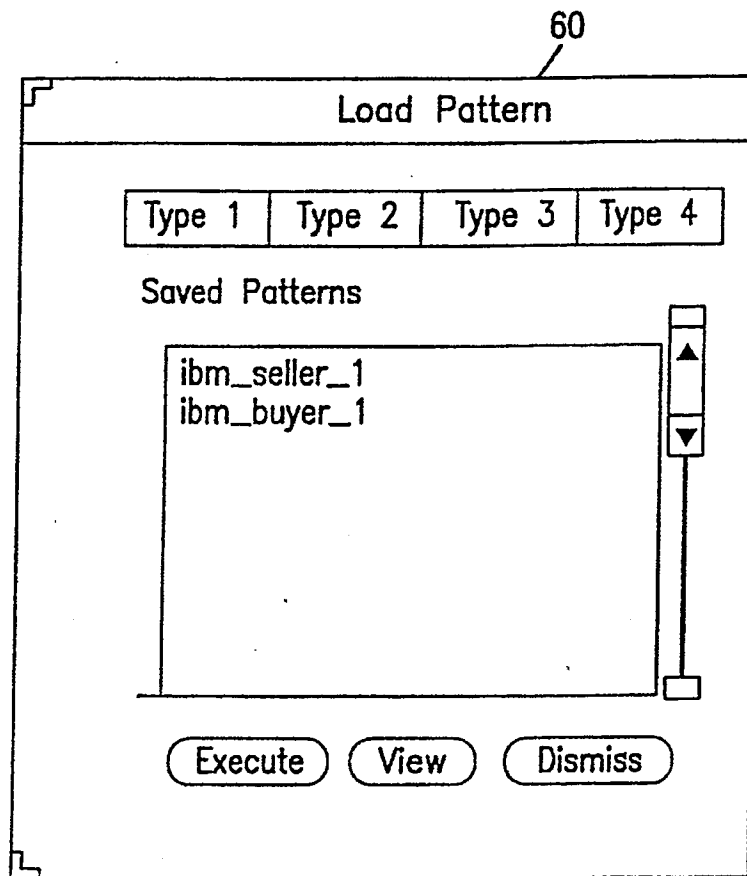 60
Load Pattern
Type 1 Type 2 Type 3 Type 4
Saved Patterns
ibm_seller_1
ibm_buyer_1
Execute View Dismiss